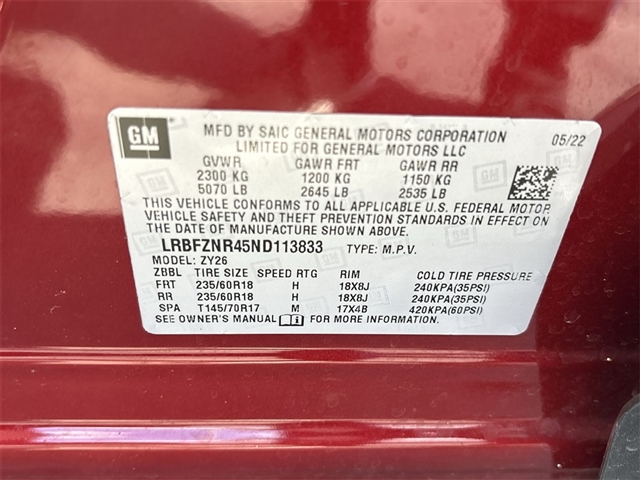 GM
MFD BY SAIC GENERAL MOTORS CORPORATION 05/22
LIMITED FOR GENERAL MOTORS LLC
GVWR GAWR FRT GAWR RR
2300 KG 1200 KG 1150 KG
5070 LB 2645 LB 2535 LB
THIS VEHICLE CONFORMS TO ALL APPLICABLE U.S. FEDERAL MOTOR
VEHICLE SAFETY AND THEFT PREVENTION STANDARDS IN EFFECT ON
THE DATE OF MANUFACTURE SHOWN ABOVE.
LRBFZNR45ND113833 TYPE: M.P.V.
MODEL: ZY26
ZBBL TIRE SIZE SPEED RTG RIM COLD TIRE PRESSURE
FRT 235/60R18 H 18X8J 240KPA(35PSI)
RR 235/60R18 H 18X8J 240KPA(35PSI)
SPA T145/70R17 M 17X4B 420KPA(60PSI)
SEE OWNER'S MANUAL FOR MORE INFORMATION.